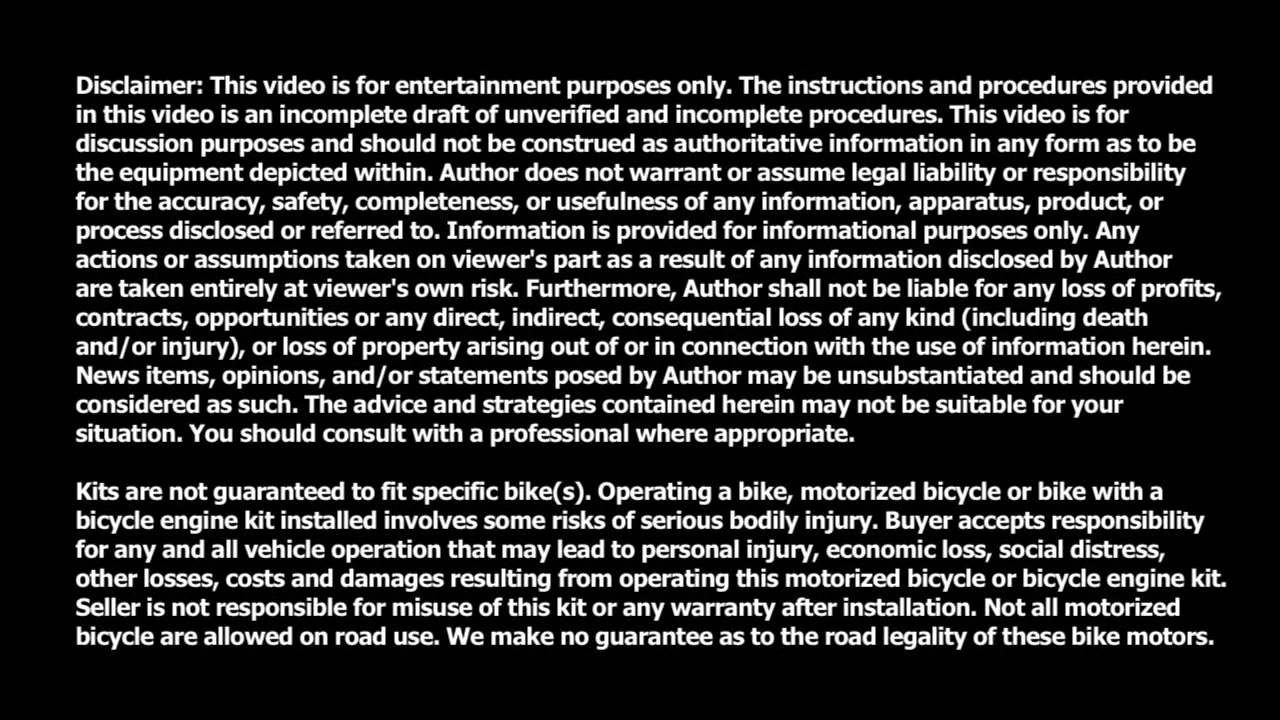 Disclaimer: This video is for entertainment purposes only. The instructions and procedures provided
in this video is an incomplete draft of unverified and incomplete procedures. This video is for
discussion purposes and should not be construed as authoritative information in any form as to be
the equipment depicted within. Author does not warrant or assume legal liability or responsibility
for the accuracy, safety, completeness, or usefulness of any information, apparatus, product, or
process disclosed or referred to. Information is provided for informational purposes only. Any
actions or assumptions taken on viewer's part as a result of any information disclosed by Author
are taken entirely at viewer's own risk. Furthermore, Author shall not be liable for any loss of profits,
contracts, opportunities or any direct, indirect, consequential loss of any kind (including death
and/or injury), or loss of property arising out of or in connection with the use of information herein.
News items, opinions, and/or statements posed by Author may be unsubstantiated and should be
considered as such. The advice and strategies contained herein may not be suitable for your
situation. You should consult with a professional where appropriate.
Kits are not guaranteed to fit specific bike(s). Operating a bike, motorized bicycle or bike with a
bicycle engine kit installed involves some risks of serious bodily injury. Buyer accepts responsibility
for any and all vehicle operation that may lead to personal injury, economic loss, social distress,
other losses, costs and damages resulting from operating this motorized bicycle or bicycle engine kit.
Seller is not responsible for misuse of this kit or any warranty after installation. Not all motorized
bicycle are allowed on road use. We make no guarantee as to the road legality of these bike motors.